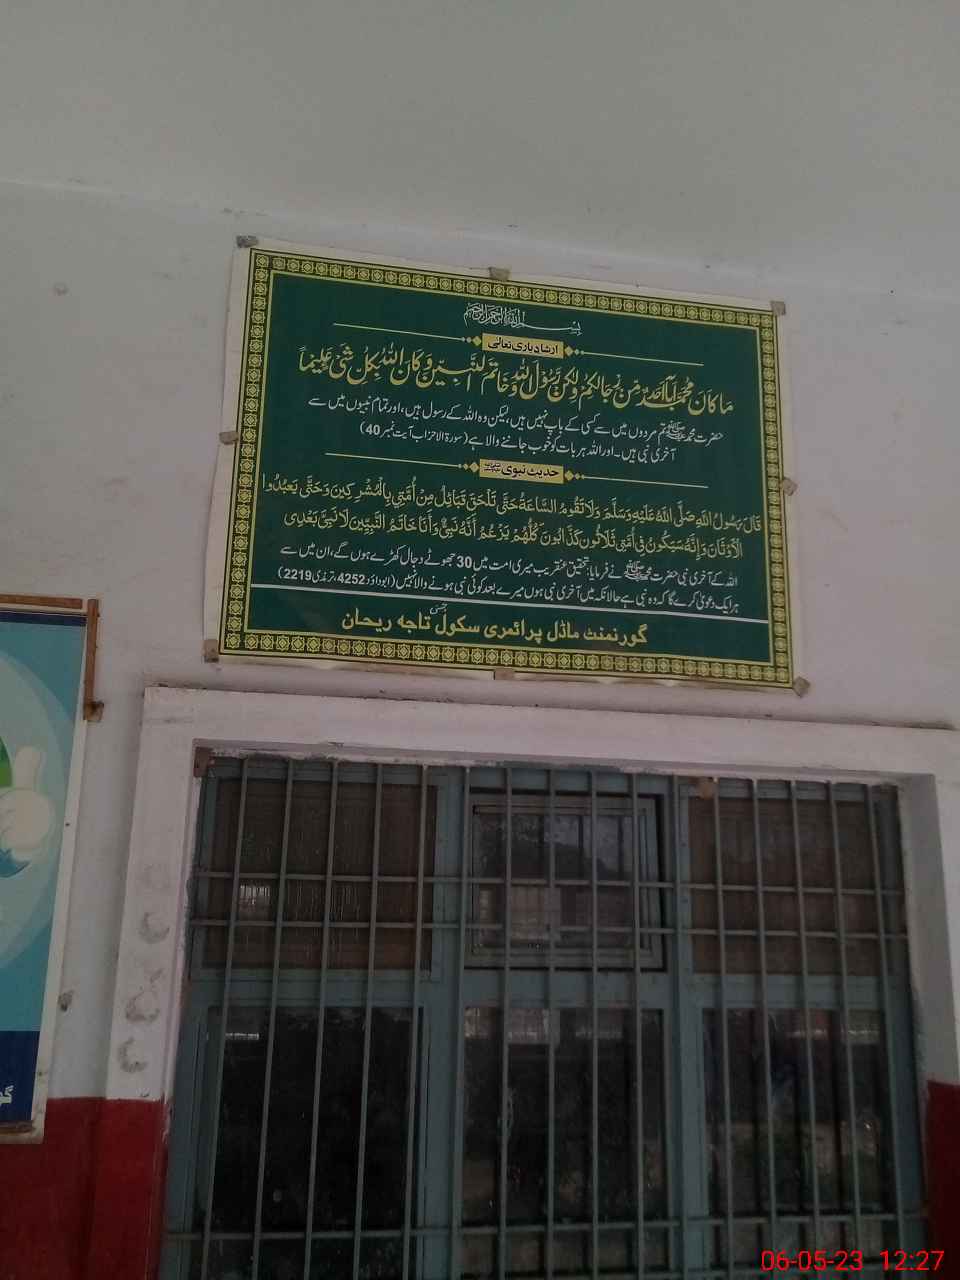 بسم اللہ الرحمن الرحیم
ارشاد باری تعالیٰ
مَا كَانَ مُحَمَّدٌ اَبَآ اَحَدٍ مِّنْ رِّجَالِكُمْ وَلٰكِنْ رَّسُوْلَ اللّٰهِ وَخَاتَمَ النَّبِيّٖنَ وَكَانَ اللّٰهُ بِكُلِّ شَيْءٍ عَلِيْمًا
حضرت محمد ﷺ تم مردوں میں سے کسی کے باپ نہیں ہیں، لیکن وہ اللہ کے رسول ہیں، اور تمام نبیوں میں سے
آخری نبی ہیں۔ اور اللہ ہر بات کو خوب جاننے والا ہے (سورۃ الاحزاب آیت نمبر 40)
حدیث نبوی ﷺ
قَالَ رَسُولُ اللّٰهِ صَلَّى اللّٰهُ عَلَيْهِ وَسَلَّمَ وَلَا تَقُومُ السَّاعَةُ حَتَّى تَلْحَقَ قَبَائِلُ مِنْ أُمَّتِي بِالْمُشْرِكِينَ وَحَتَّى يَعْبُدُوا
الْأَوْثَانَ وَإِنَّهُ سَيَكُونُ فِي أُمَّتِي ثَلَاثُونَ كَذَّابُونَ كُلُّهُمْ يَزْعُمُ أَنَّهُ نَبِيٌّ وَأَنَا خَاتَمُ النَّبِيِّينَ لَا نَبِيَّ بَعْدِي
اللہ کے آخری نبی حضرت محمد ﷺ نے فرمایا: تحقیق عنقریب میری امت میں 30 جھوٹے دجال کھڑے ہوں گے، ان میں سے
ہر ایک دعویٰ کرے گا کہ وہ نبی ہے حالانکہ میں آخری نبی ہوں میرے بعد کوئی نبی ہونے والا نہیں (ابوداؤد 4252، ترمذی 2219)
گورنمنٹ ماڈل پرائمری سکول تاجہ ریحان
گو
06-05-23 12:27